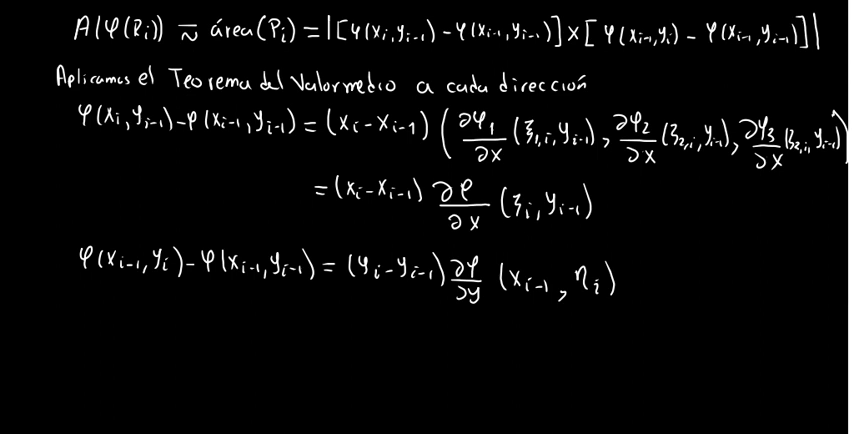 A(φ(Ri)) ≂ área(Pi) = |[φ(xi, yi-1) - φ(xi-1, yi-1)] × [φ(xi-1, yi) - φ(xi-1, yi-1)]|
Aplicamos el Teorema del Valor medio a cada dirección
φ(xi, yi-1) - φ(xi-1, yi-1) = (xi - xi-1) (∂φ1/∂x (ξ1,i, yi-1), ∂φ2/∂x (ξ2,i, yi-1), ∂φ3/∂x (ξ2,i, yi-1))
= (xi - xi-1) ∂φ/∂x (ξi, yi-1)
φ(xi-1, yi) - φ(xi-1, yi-1) = (yi - yi-1) ∂φ/∂y (xi-1, ηi)